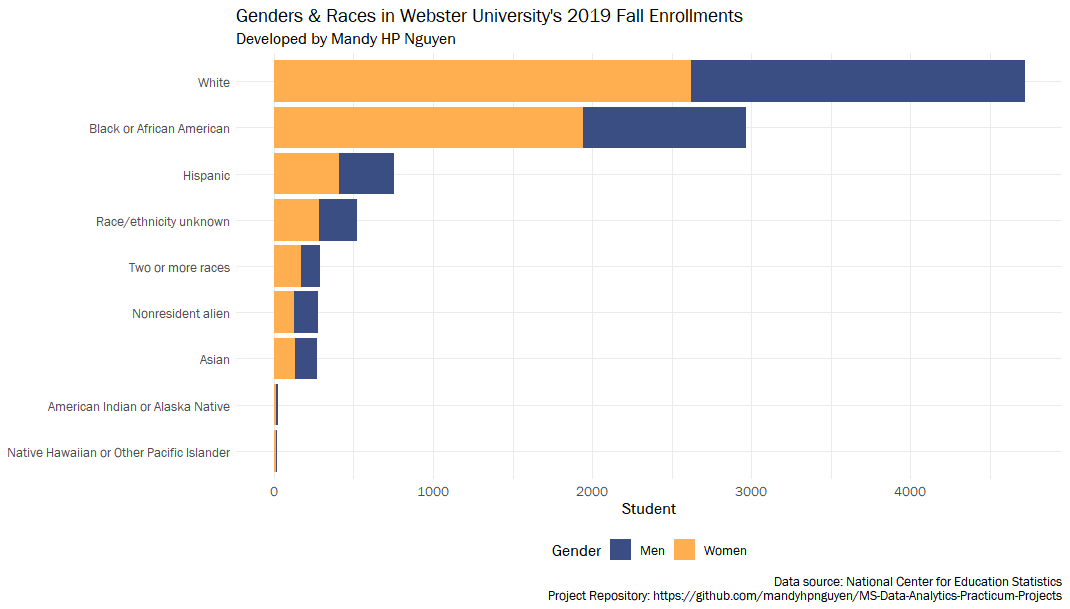 Genders & Races in Webster University's 2019 Fall Enrollments
Developed by Mandy HP Nguyen
White
Black or African American
Hispanic
Race/ethnicity unknown
Two or more races
Nonresident alien
Asian
American Indian or Alaska Native
Native Hawaiian or Other Pacific Islander
0 1000 2000 3000 4000
Student
Gender Men Women
Data source: National Center for Education Statistics
Project Repository: https://github.com/mandyhpnguyen/MS-Data-Analytics-Practicum-Projects